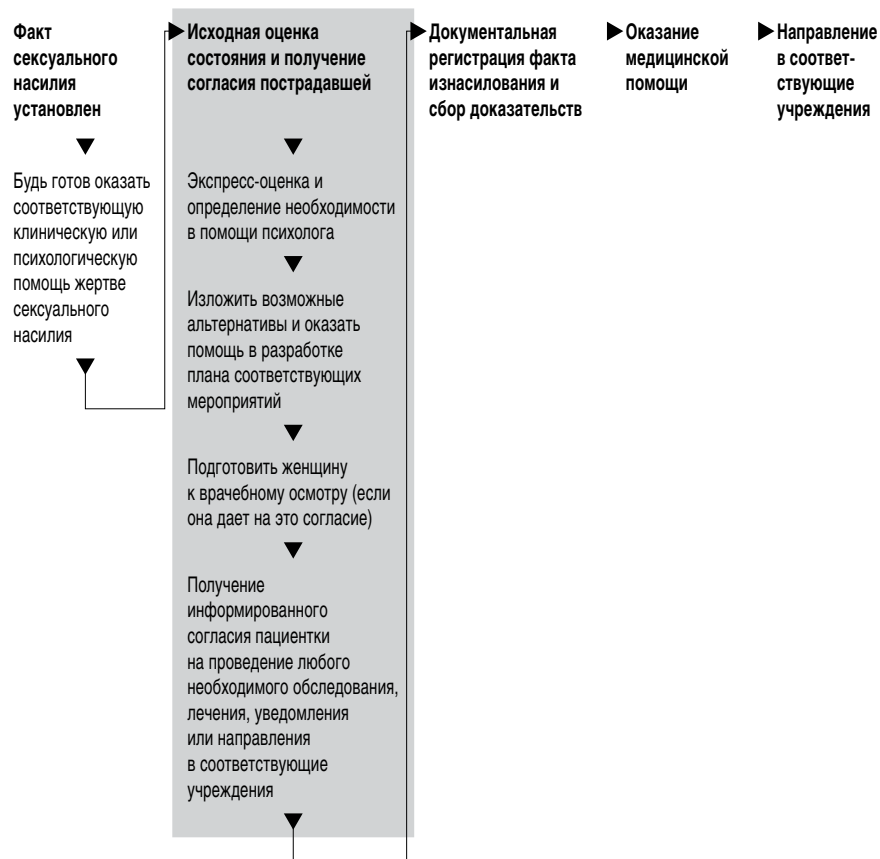 Факт
сексуального
насилия
установлен
Будь готов оказать
соответствующую
клиническую или
психологическую
помощь жертве
сексуального
насилия
Исходная оценка
состояния и получение
согласия пострадавшей
Экспресс-оценка и
определение необходимости
в помощи психолога
Изложить возможные
альтернативы и оказать
помощь в разработке
плана соответствующих
мероприятий
Подготовить женщину
к врачебному осмотру (если
она дает на это согласие)
Получение
информированного
согласия пациентки
на проведение любого
необходимого обследования,
лечения, уведомления
или направления
в соответствующие
учреждения
Документальная
регистрация факта
изнасилования и
сбор доказательств
Оказание
медицинской
помощи
Направление
в соответ-
ствующие
учреждения